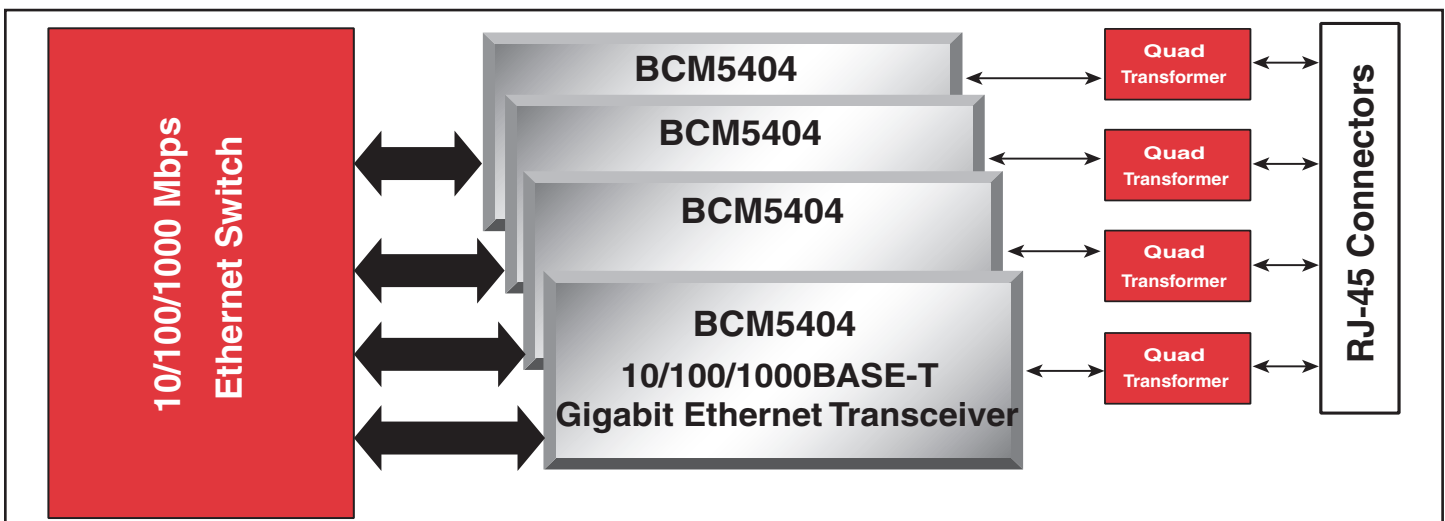 10/100/1000 Mbps
Ethernet Switch
BCM5404
BCM5404
BCM5404
BCM5404
10/100/1000BASE-T
Gigabit Ethernet Transceiver
Quad
Transformer
Quad
Transformer
Quad
Transformer
Quad
Transformer
RJ-45 Connectors